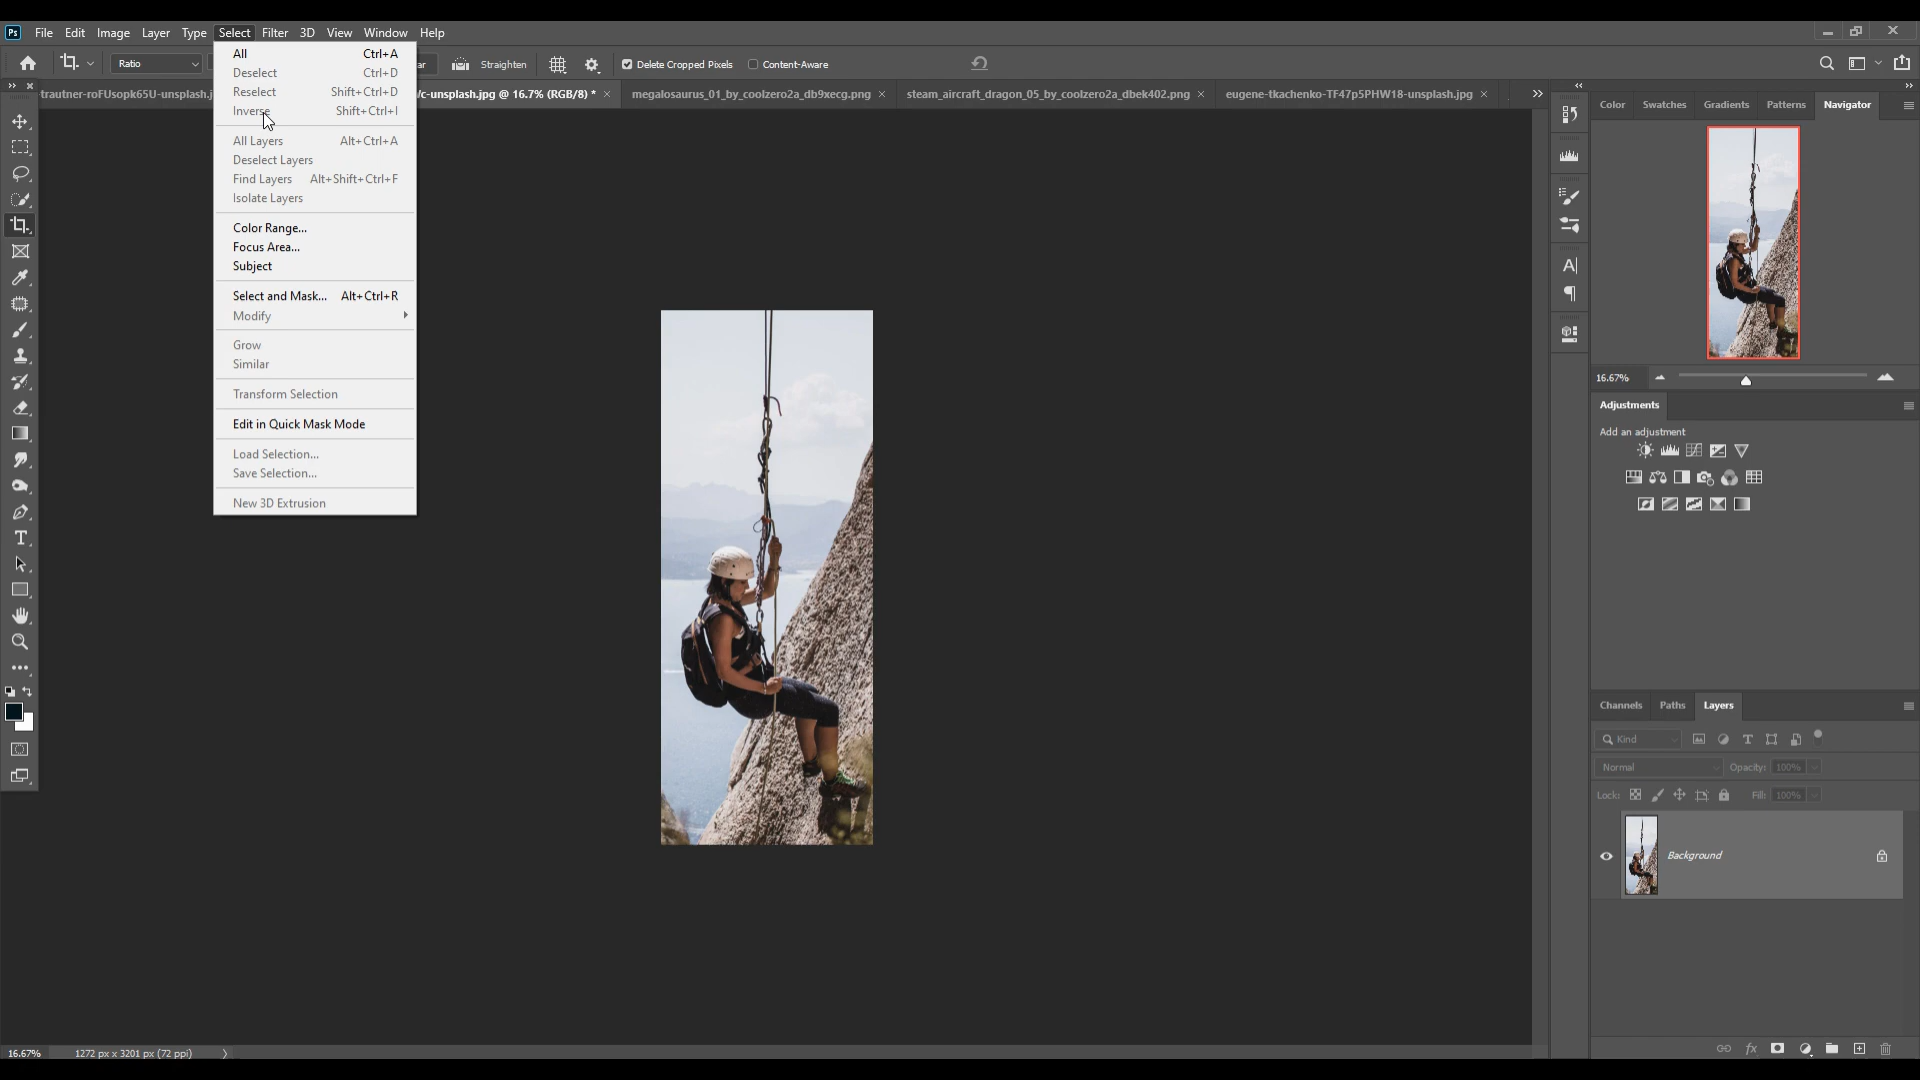 Ps File Edit Image Layer Type Select Filter 3D View Window Help
Ratio Straighten Delete Cropped Pixels Content-Aware
trautner-roFUsopk65U-unsplash.j c-unsplash.jpg @ 16.7% (RGB/8) * × megalosaurus_01_by_coolzero2a_db9xecg.png × steam_aircraft_dragon_05_by_coolzero2a_dbek402.png × eugene-tkachenko-TF47p5PHW18-unsplash.jpg ×
All Ctrl+A
Deselect Ctrl+D
Reselect Shift+Ctrl+D
Inverse Shift+Ctrl+I
All Layers Alt+Ctrl+A
Deselect Layers
Find Layers Alt+Shift+Ctrl+F
Isolate Layers
Color Range...
Focus Area...
Subject
Select and Mask... Alt+Ctrl+R
Modify
Grow
Similar
Transform Selection
Edit in Quick Mask Mode
Load Selection...
Save Selection...
New 3D Extrusion
Color Swatches Gradients Patterns Navigator
16.67%
Adjustments
Add an adjustment
Channels Paths Layers
Kind
Normal Opacity: 100%
Lock: Fill: 100%
Background
16.67% 1272 px x 3201 px (72 ppi)